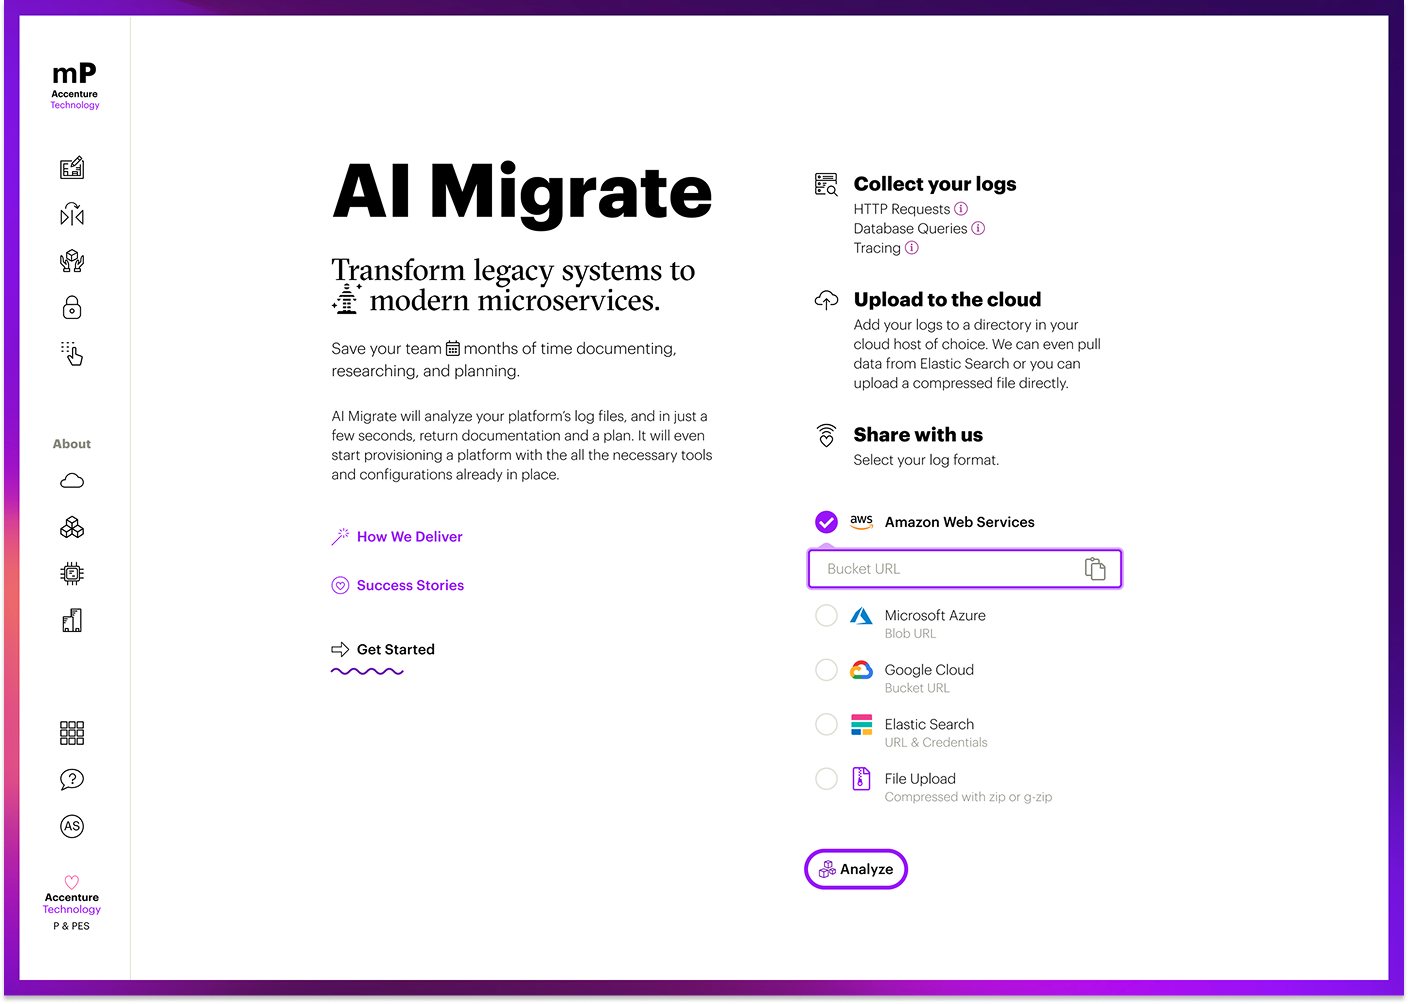 mP
Accenture
Technology
About
AS
Accenture
Technology
P & PES
AI Migrate
Transform legacy systems to
modern microservices.
Save your team months of time documenting,
researching, and planning.
AI Migrate will analyze your platform's log files, and in just a
few seconds, return documentation and a plan. It will even
start provisioning a platform with the all the necessary tools
and configurations already in place.
How We Deliver
Success Stories
Get Started
Collect your logs
HTTP Requests
Database Queries
Tracing
Upload to the cloud
Add your logs to a directory in your
cloud host of choice. We can even pull
data from Elastic Search or you can
upload a compressed file directly.
Share with us
Select your log format.
aws Amazon Web Services
Bucket URL
Microsoft Azure
Blob URL
Google Cloud
Bucket URL
Elastic Search
URL & Credentials
File Upload
Compressed with zip or g-zip
Analyze